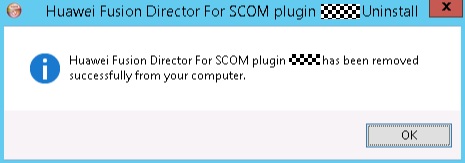 Huawei Fusion Director For SCOM plugin Uninstall
Huawei Fusion Director For SCOM plugin has been removed
successfully from your computer.
OK